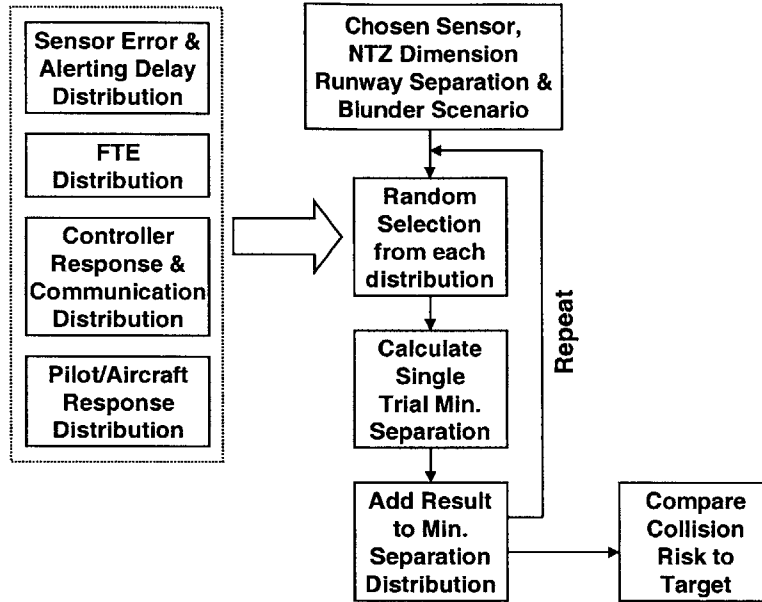 Sensor Error &
Alerting Delay
Distribution
FTE
Distribution
Controller
Response &
Communication
Distribution
Pilot/Aircraft
Response
Distribution
Chosen Sensor,
NTZ Dimension
Runway Separation &
Blunder Scenario
Random
Selection
from each
distribution
Calculate
Single
Trial Min.
Separation
Add Result
to Min.
Separation
Distribution
Repeat
Compare
Collision
Risk to
Target